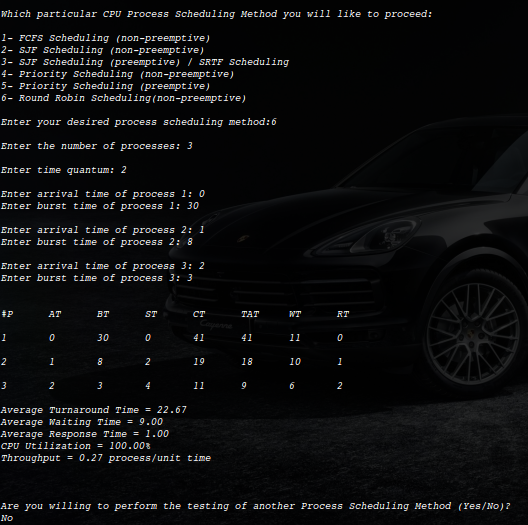 Which particular CPU Process Scheduling Method you will like to proceed:
1- FCFS Scheduling (non-preemptive)
2- SJF Scheduling (non-preemptive)
3- SJF Scheduling (preemptive) / SRTF Scheduling
4- Priority Scheduling (non-preemptive)
5- Priority Scheduling (preemptive)
6- Round Robin Scheduling(non-preemptive)
Enter your desired process scheduling method:6
Enter the number of processes: 3
Enter time quantum: 2
Enter arrival time of process 1: 0
Enter burst time of process 1: 30
Enter arrival time of process 2: 1
Enter burst time of process 2: 8
Enter arrival time of process 3: 2
Enter burst time of process 3: 3
#P AT BT ST CT TAT WT RT
1 0 30 0 41 41 11 0
2 1 8 2 19 18 10 1
3 2 3 4 11 9 6 2
Average Turnaround Time = 22.67
Average Waiting Time = 9.00
Average Response Time = 1.00
CPU Utilization = 100.00%
Throughput = 0.27 process/unit time
Are you willing to perform the testing of another Process Scheduling Method (Yes/No)?
No